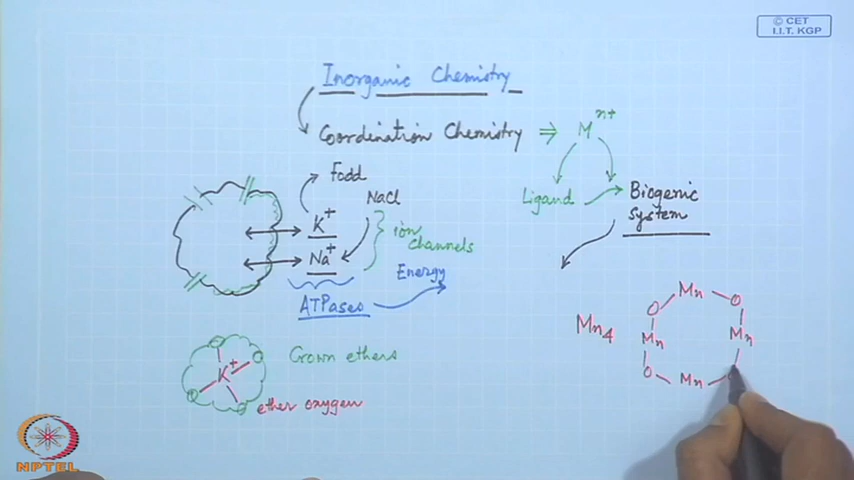 © CET
I.I.T. KGP
Inorganic Chemistry
Coordination Chemistry ⇒ M^n+
Fodd
NaCl
Ligand
Biogenic
system
K+
ion
channels
Na+
Energy
ATPases
Mn4
Mn
O
O
Mn
Mn
O
Mn
O
K+
Crown ethers
ether oxygen
NPTEL